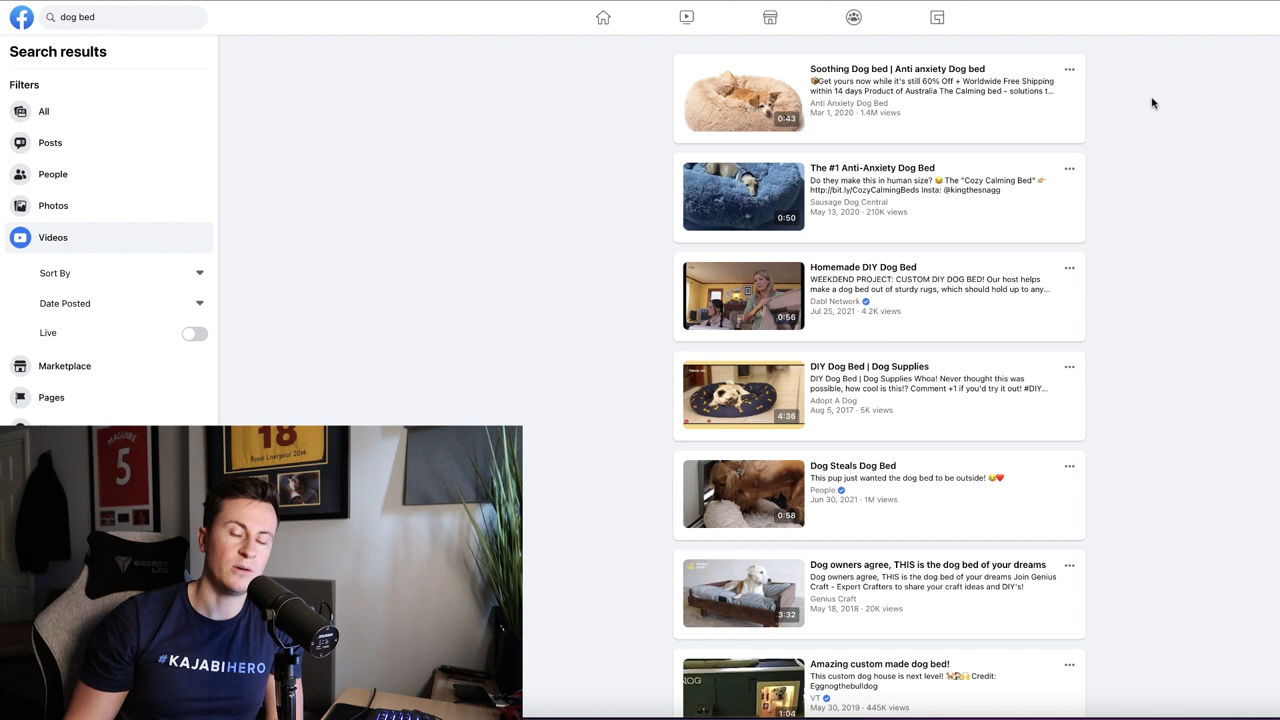 dog bed
Search results
Filters
All
Posts
People
Photos
Videos
Sort By
Date Posted
Live
Marketplace
Pages
Soothing Dog bed | Anti anxiety Dog bed
📦Get yours now while it's still 60% Off + Worldwide Free Shipping
within 14 days Product of Australia The Calming bed - solutions t...
Anti Anxiety Dog Bed
Mar 1, 2020 · 1.4M views
0:43
The #1 Anti-Anxiety Dog Bed
Do they make this in human size? 😂 The "Cozy Calming Bed" 👉
http://bit.ly/CozyCalmingBeds Insta: @kingthesnagg
Sausage Dog Central
May 13, 2020 · 210K views
0:50
Homemade DIY Dog Bed
WEEKEND PROJECT: CUSTOM DIY DOG BED! Our host helps
make a dog bed out of sturdy rugs, which should hold up to any...
Dabl Network
Jul 25, 2021 · 4.2K views
0:56
DIY Dog Bed | Dog Supplies
DIY Dog Bed | Dog Supplies Whoa! Never thought this was
possible, how cool is this!? Comment +1 if you'd try it out! #DIY...
Adopt A Dog
Aug 5, 2017 · 5K views
4:36
Dog Steals Dog Bed
This pup just wanted the dog bed to be outside! 😂❤️
People
Jun 30, 2021 · 1M views
0:58
Dog owners agree, THIS is the dog bed of your dreams
Dog owners agree, THIS is the dog bed of your dreams Join Genius
Craft - Expert Crafters to share your craft ideas and DIY's!
Genius Craft
May 18, 2018 · 20K views
3:32
Amazing custom made dog bed!
This custom dog house is next level! 🐕🏠🙌 Credit:
Eggnogthebulldog
VT
May 30, 2019 · 445K views
1:04
MAGUIRE
5
18
Royal Liverpool 2014
SECRETLAB
#KAJABIHERO